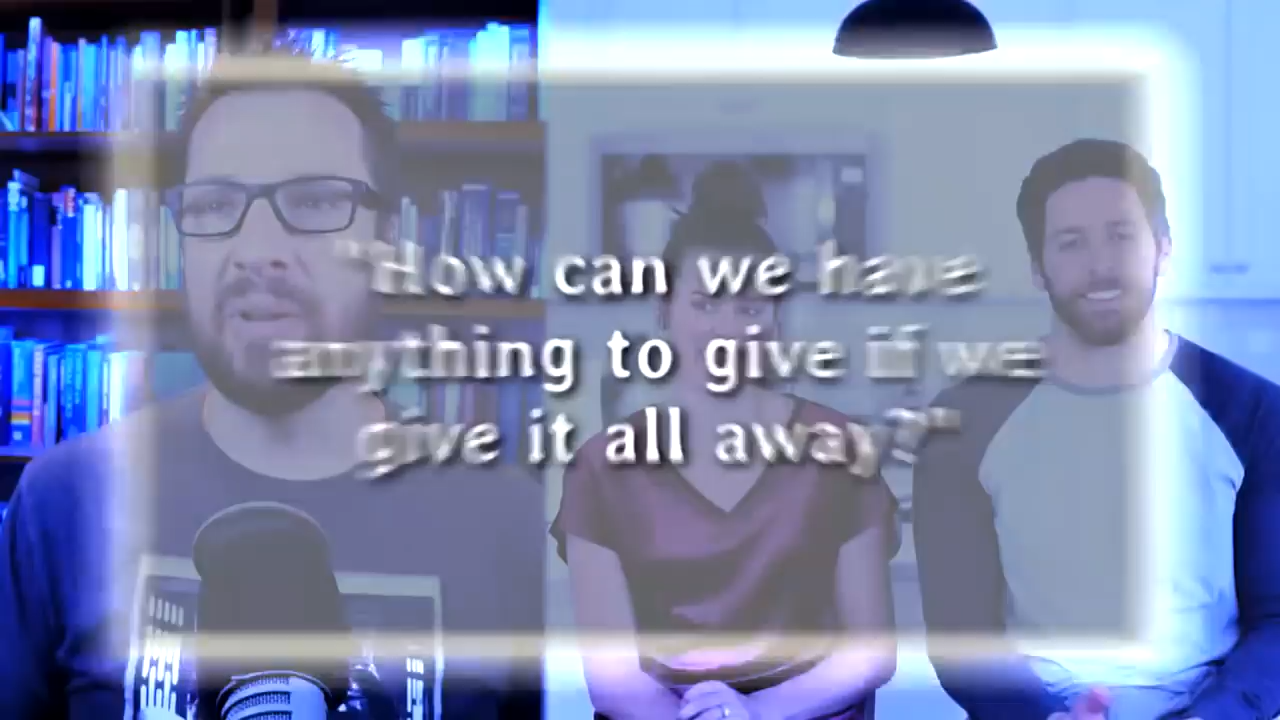 "How can we have
anything to give if we
give it all away?"